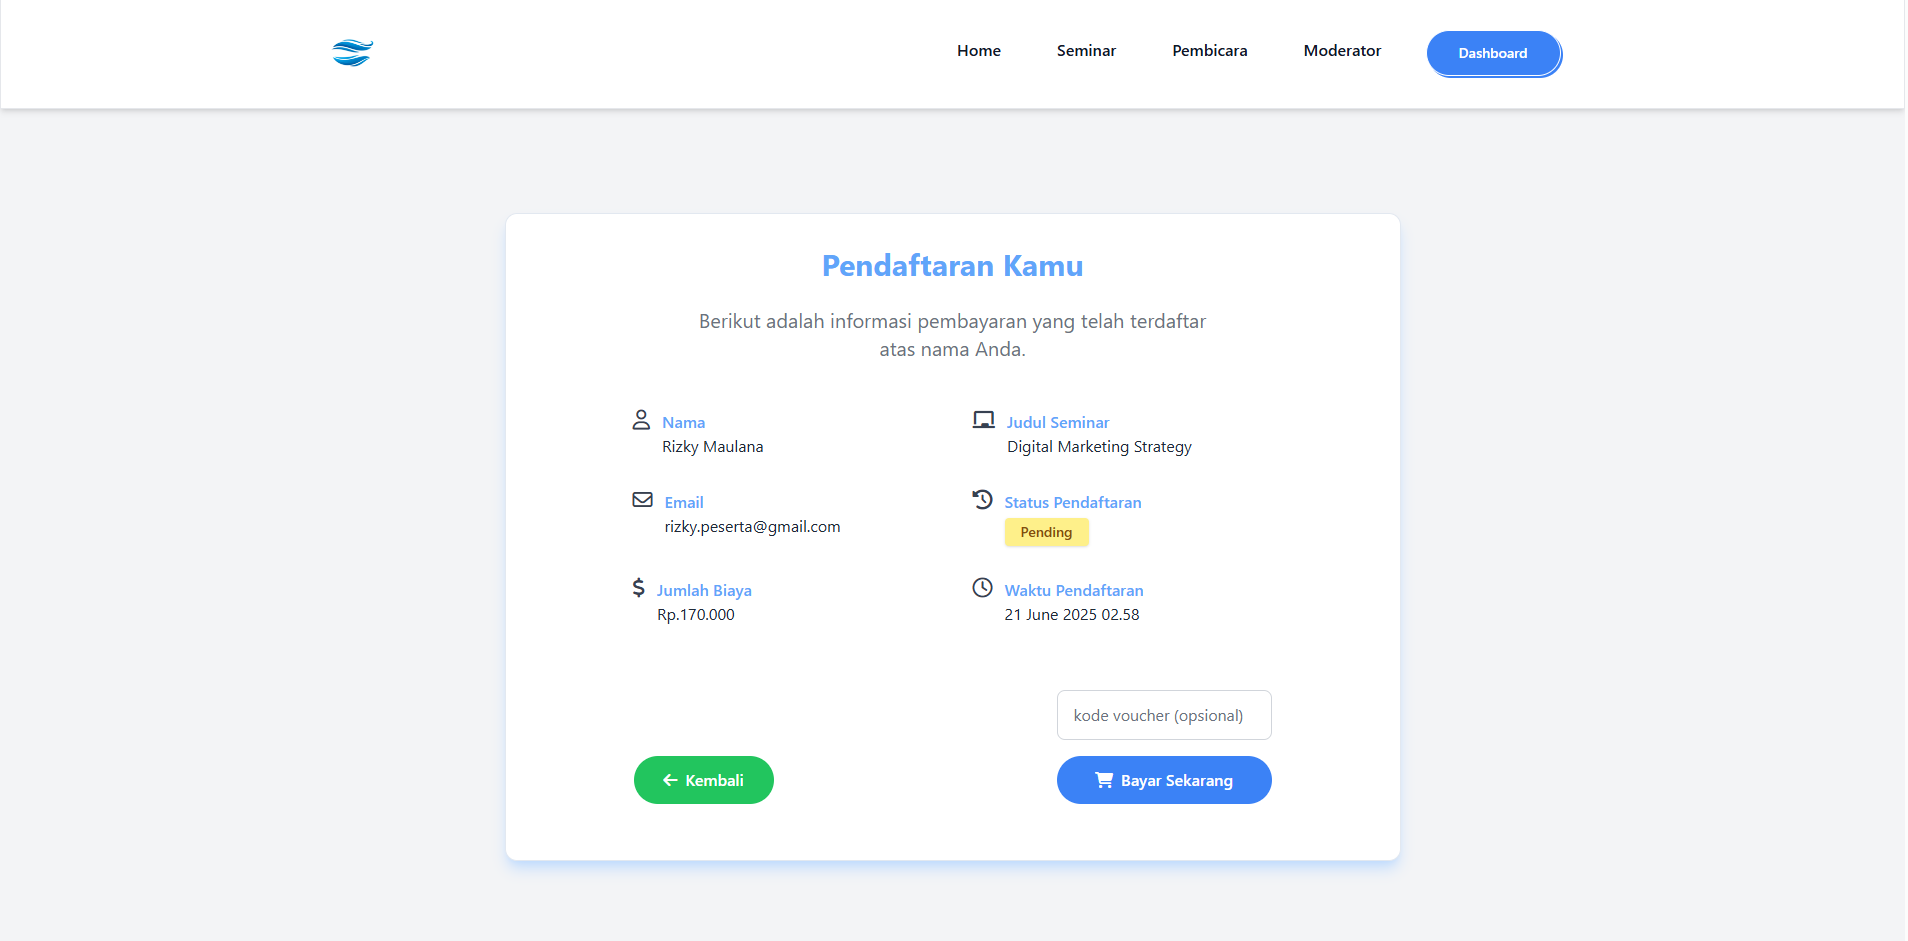 Home
Seminar
Pembicara
Moderator
Dashboard
Pendaftaran Kamu
Berikut adalah informasi pembayaran yang telah terdaftar
atas nama Anda.
Nama
Rizky Maulana
Judul Seminar
Digital Marketing Strategy
Email
rizky.peserta@gmail.com
Status Pendaftaran
Pending
Jumlah Biaya
Rp.170.000
Waktu Pendaftaran
21 June 2025 02.58
kode voucher (opsional)
Kembali
Bayar Sekarang